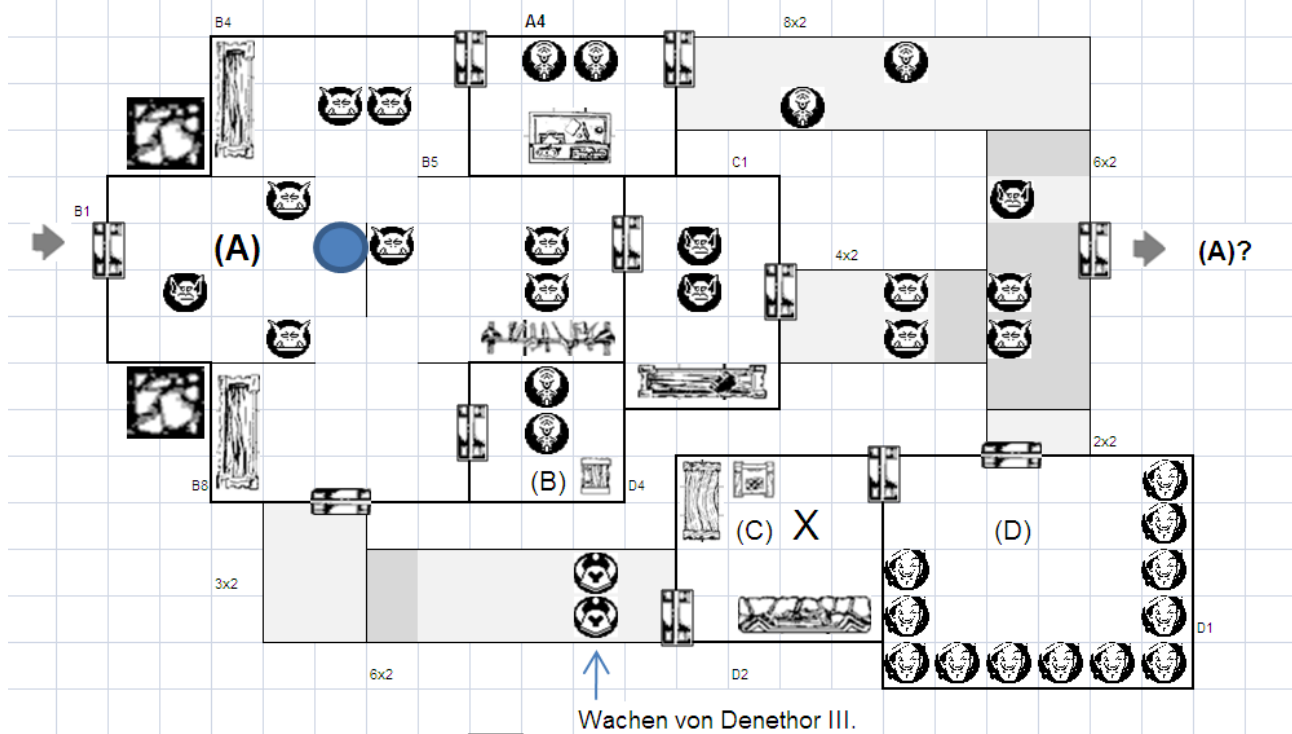 B4
A4
8x2
B5
C1
6x2
B1
(A)
4x2
(A)?
2x2
B8
(B)
D4
(C) X
(D)
3x2
D1
6x2
D2
Wachen von Denethor III.